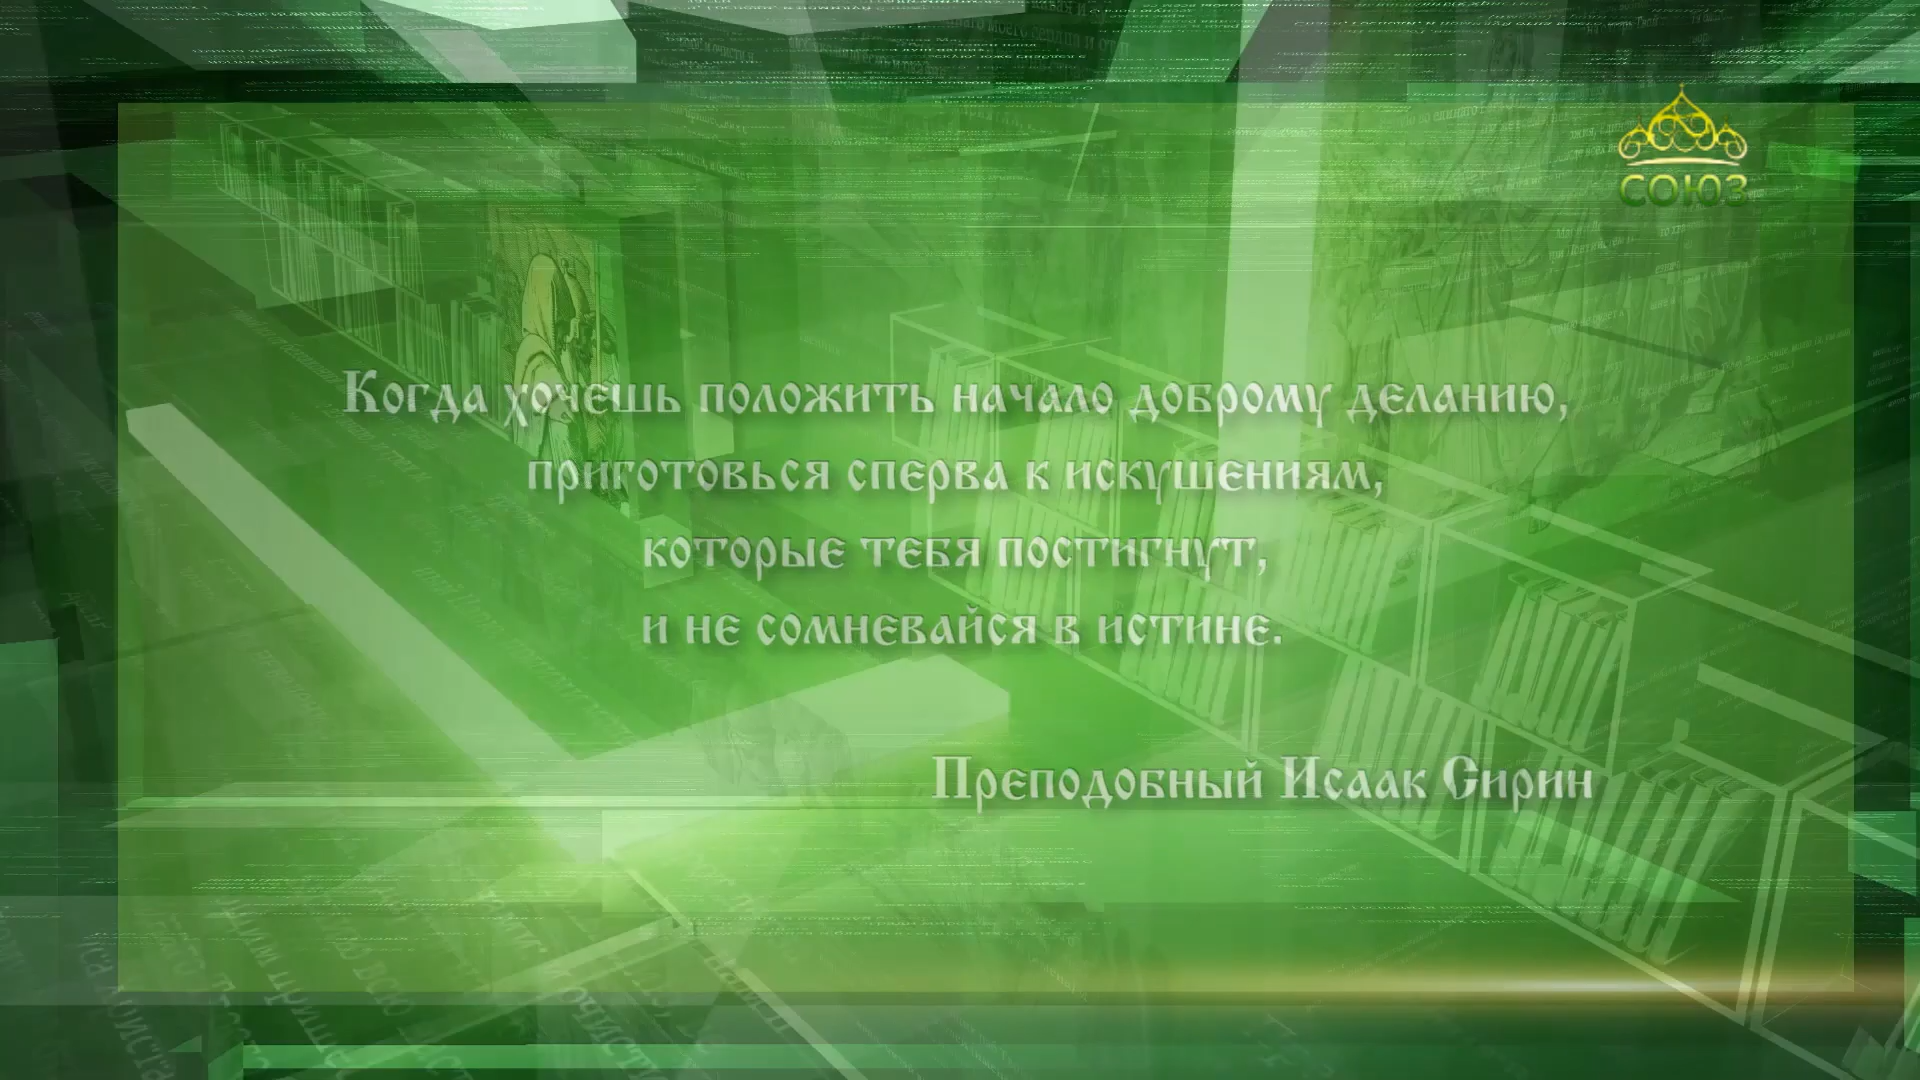 СОЮЗ
Когда хочешь положить начало доброму деланию,
приготовься сперва к искушениям,
которые тебя постигнут,
и не сомневайся в истине.
Преподобный Исаак Сирин